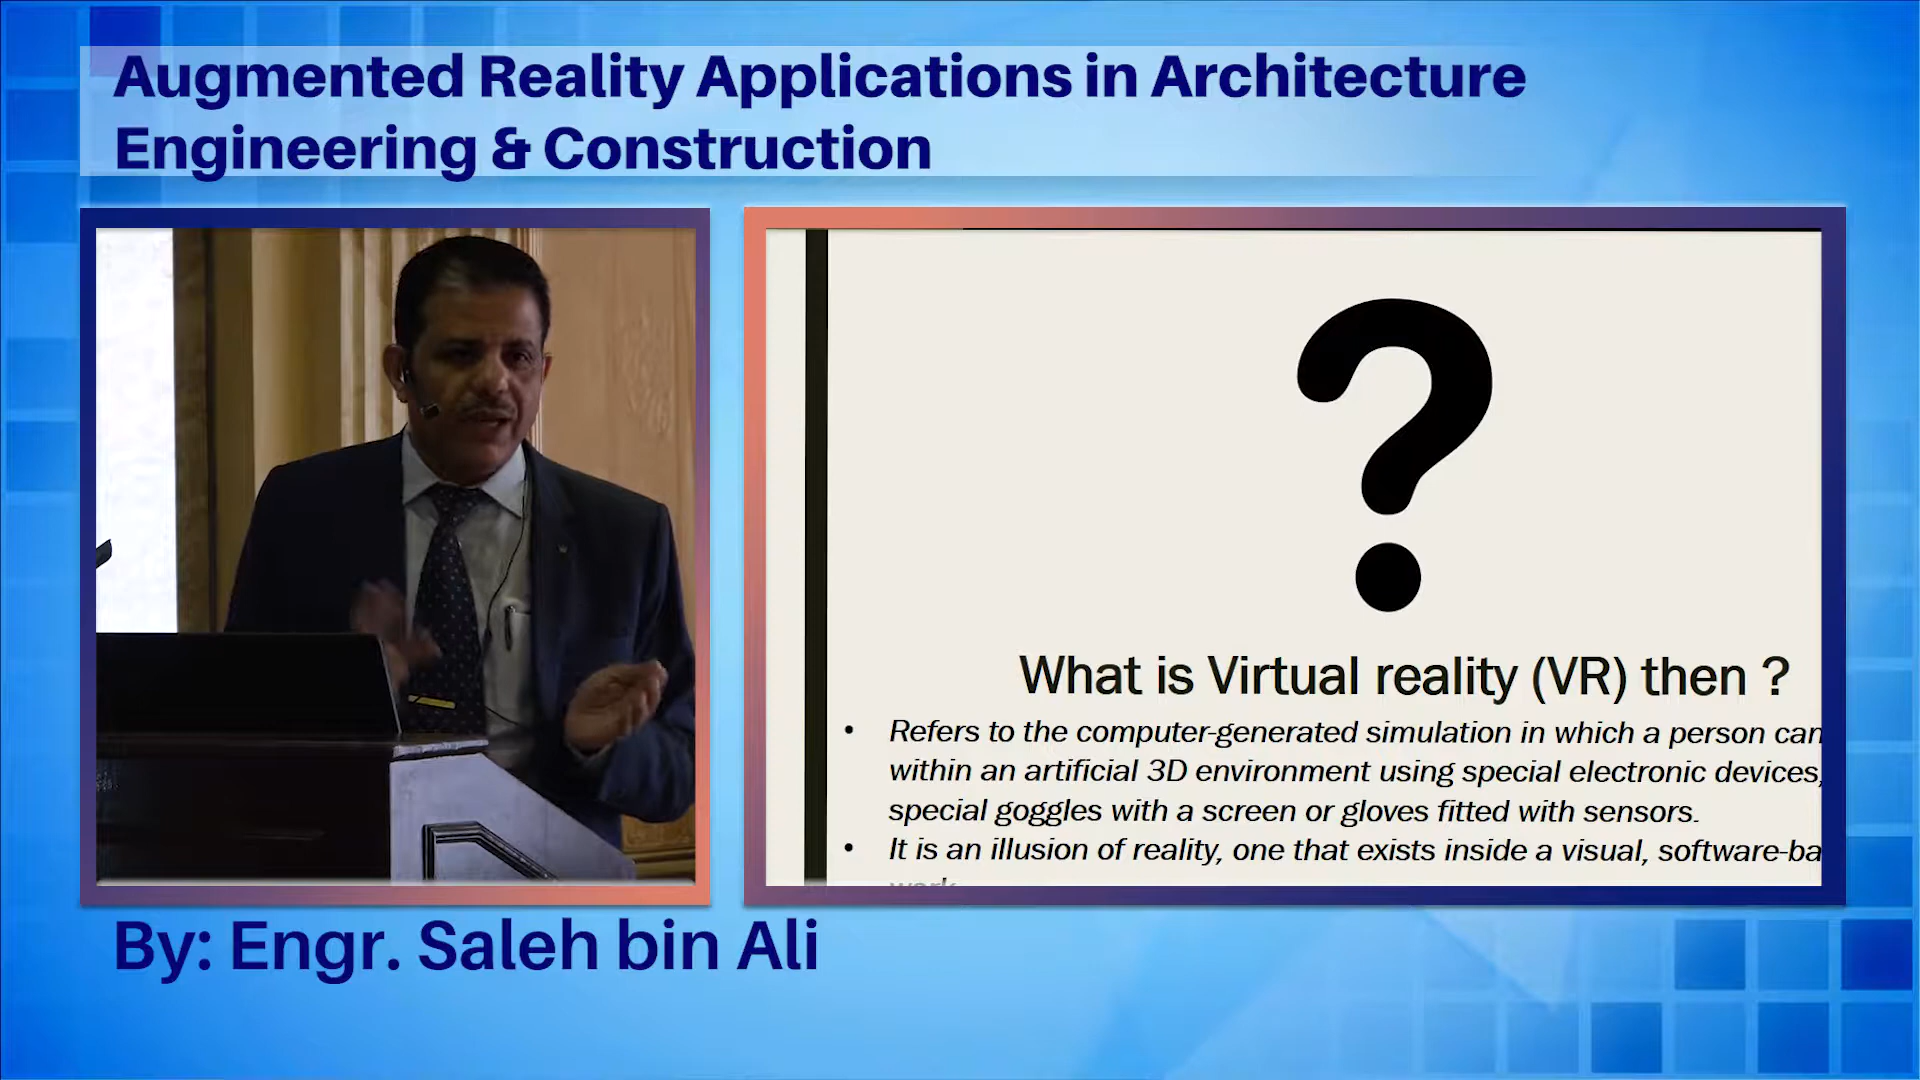 Augmented Reality Applications in Architecture
Engineering & Construction
?
What is Virtual reality (VR) then ?
• Refers to the computer-generated simulation in which a person can
within an artificial 3D environment using special electronic devices,
special goggles with a screen or gloves fitted with sensors.
• It is an illusion of reality, one that exists inside a visual, software-ba
By: Engr. Saleh bin Ali